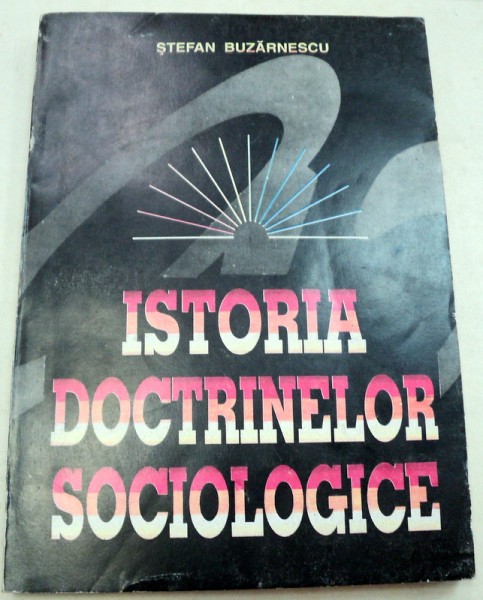 ŞTEFAN BUZĂRNESCU
ISTORIA
DOCTRINELOR
SOCIOLOGICE